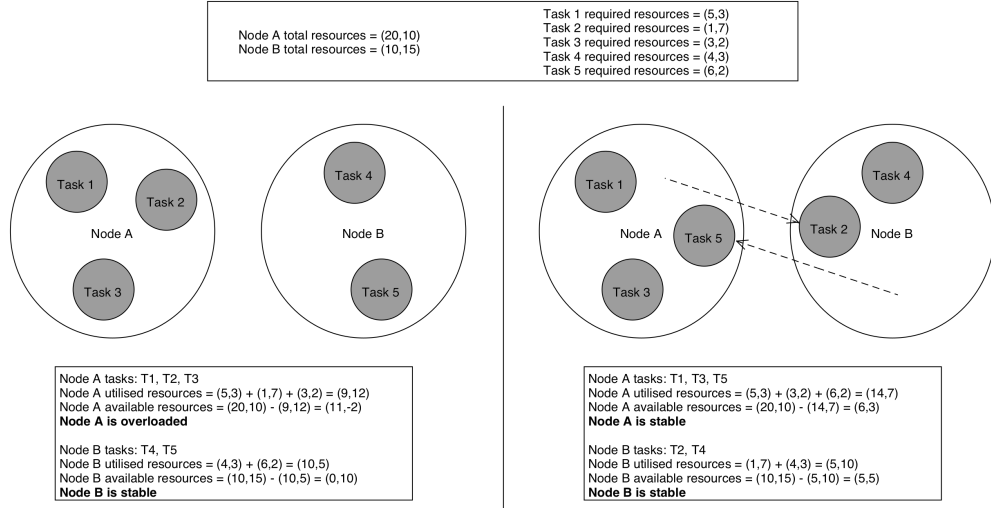 Node A total resources = (20,10)
Node B total resources = (10,15)
Task 1 required resources = (5,3)
Task 2 required resources = (1,7)
Task 3 required resources = (3,2)
Task 4 required resources = (4,3)
Task 5 required resources = (6,2)
Task 1
Task 2
Node A
Task 3
Task 4
Node B
Task 5
Task 1
Node A
Task 5
Task 3
Task 4
Task 2
Node B
Node A tasks: T1, T2, T3
Node A utilised resources = (5,3) + (1,7) + (3,2) = (9,12)
Node A available resources = (20,10) - (9,12) = (11,-2)
Node A is overloaded
Node B tasks: T4, T5
Node B utilised resources = (4,3) + (6,2) = (10,5)
Node B available resources = (10,15) - (10,5) = (0,10)
Node B is stable
Node A tasks: T1, T3, T5
Node A utilised resources = (5,3) + (3,2) + (6,2) = (14,7)
Node A available resources = (20,10) - (14,7) = (6,3)
Node A is stable
Node B tasks: T2, T4
Node B utilised resources = (1,7) + (4,3) = (5,10)
Node B available resources = (10,15) - (5,10) = (5,5)
Node B is stable